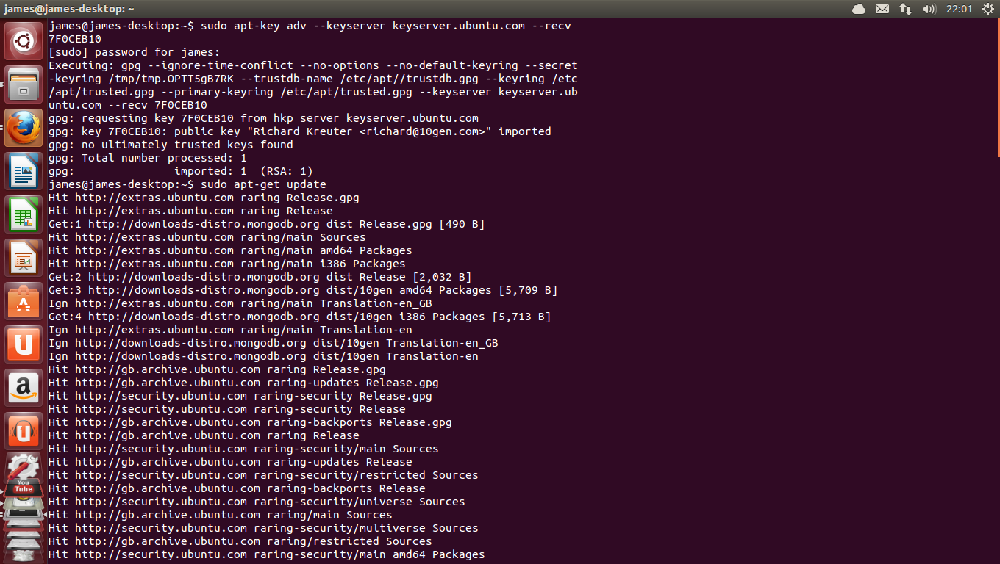 james@james-desktop: ~
22:01
james@james-desktop:~$ sudo apt-key adv --keyserver keyserver.ubuntu.com --recv
7F0CEB10
[sudo] password for james:
Executing: gpg --ignore-time-conflict --no-options --no-default-keyring --secret
-keyring /tmp/tmp.OPTT5gB7RK --trustdb-name /etc/apt//trustdb.gpg --keyring /etc
/apt/trusted.gpg --primary-keyring /etc/apt/trusted.gpg --keyserver keyserver.ub
untu.com --recv 7F0CEB10
gpg: requesting key 7F0CEB10 from hkp server keyserver.ubuntu.com
gpg: key 7F0CEB10: public key "Richard Kreuter <richard@10gen.com>" imported
gpg: no ultimately trusted keys found
gpg: Total number processed: 1
gpg:               imported: 1  (RSA: 1)
james@james-desktop:~$ sudo apt-get update
Hit http://extras.ubuntu.com raring Release.gpg
Hit http://extras.ubuntu.com raring Release
Get:1 http://downloads-distro.mongodb.org dist Release.gpg [490 B]
Hit http://extras.ubuntu.com raring/main Sources
Hit http://extras.ubuntu.com raring/main amd64 Packages
Hit http://extras.ubuntu.com raring/main i386 Packages
Get:2 http://downloads-distro.mongodb.org dist Release [2,032 B]
Get:3 http://downloads-distro.mongodb.org dist/10gen amd64 Packages [5,709 B]
Ign http://extras.ubuntu.com raring/main Translation-en_GB
Get:4 http://downloads-distro.mongodb.org dist/10gen i386 Packages [5,713 B]
Ign http://extras.ubuntu.com raring/main Translation-en
Ign http://downloads-distro.mongodb.org dist/10gen Translation-en_GB
Ign http://downloads-distro.mongodb.org dist/10gen Translation-en
Hit http://gb.archive.ubuntu.com raring Release.gpg
Hit http://gb.archive.ubuntu.com raring-updates Release.gpg
Hit http://security.ubuntu.com raring-security Release.gpg
Hit http://security.ubuntu.com raring-security Release
Hit http://gb.archive.ubuntu.com raring-backports Release.gpg
Hit http://gb.archive.ubuntu.com raring Release
Hit http://security.ubuntu.com raring-security/main Sources
Hit http://gb.archive.ubuntu.com raring-updates Release
Hit http://security.ubuntu.com raring-security/restricted Sources
Hit http://gb.archive.ubuntu.com raring-backports Release
Hit http://security.ubuntu.com raring-security/universe Sources
Hit http://gb.archive.ubuntu.com raring/main Sources
Hit http://security.ubuntu.com raring-security/multiverse Sources
Hit http://gb.archive.ubuntu.com raring/restricted Sources
Hit http://security.ubuntu.com raring-security/main amd64 Packages
You
Tube